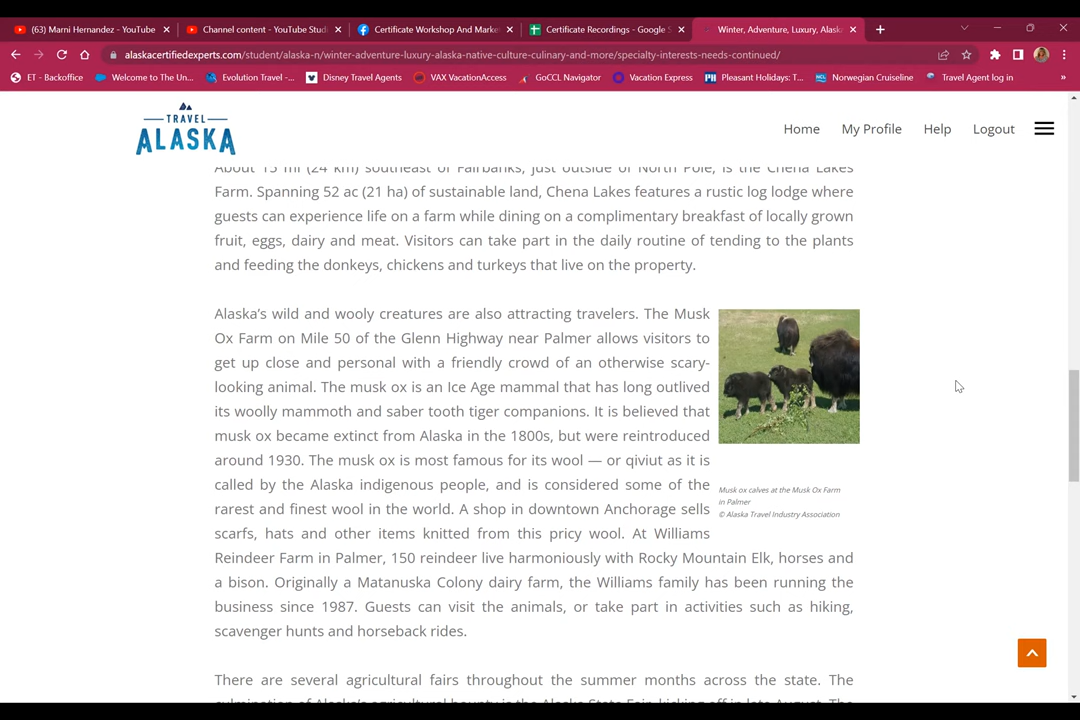 (63) Marni Hernandez - YouTube
Channel content - YouTube Studi
Certificate Workshop And Marke
Certificate Recordings - Google S
Winter, Adventure, Luxury, Alaska
alaskacertifiedexperts.com/student/alaska-n/winter-adventure-luxury-alaska-native-culture-culinary-and-more/specialty-interests-needs-continued/
ET - Backoffice
Welcome to The Un...
Evolution Travel -...
Disney Travel Agents
VAX VacationAccess
GoCCL Navigator
Vacation Express
Pleasant Holidays: T...
Norwegian Cruiseline
Travel Agent log in
TRAVEL
ALASKA
Home
My Profile
Help
Logout
About 15 mi (24 km) southeast of Fairbanks, just outside of North Pole, is the Chena Lakes
Farm. Spanning 52 ac (21 ha) of sustainable land, Chena Lakes features a rustic log lodge where
guests can experience life on a farm while dining on a complimentary breakfast of locally grown
fruit, eggs, dairy and meat. Visitors can take part in the daily routine of tending to the plants
and feeding the donkeys, chickens and turkeys that live on the property.
Alaska's wild and wooly creatures are also attracting travelers. The Musk
Ox Farm on Mile 50 of the Glenn Highway near Palmer allows visitors to
get up close and personal with a friendly crowd of an otherwise scary-
looking animal. The musk ox is an Ice Age mammal that has long outlived
its woolly mammoth and saber tooth tiger companions. It is believed that
musk ox became extinct from Alaska in the 1800s, but were reintroduced
around 1930. The musk ox is most famous for its wool — or qiviut as it is
called by the Alaska indigenous people, and is considered some of the
rarest and finest wool in the world. A shop in downtown Anchorage sells
scarfs, hats and other items knitted from this pricy wool. At Williams
Reindeer Farm in Palmer, 150 reindeer live harmoniously with Rocky Mountain Elk, horses and
a bison. Originally a Matanuska Colony dairy farm, the Williams family has been running the
business since 1987. Guests can visit the animals, or take part in activities such as hiking,
scavenger hunts and horseback rides.
Musk ox calves at the Musk Ox Farm
in Palmer
© Alaska Travel Industry Association
There are several agricultural fairs throughout the summer months across the state. The
culmination of Alaska's agricultural bounty is the Alaska State Fair, kicking off in late August. The